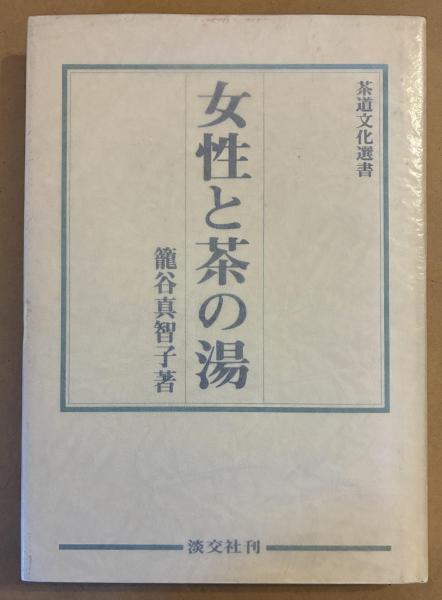 茶道文化選書
女性と茶の湯
籠谷真智子著
淡交社刊